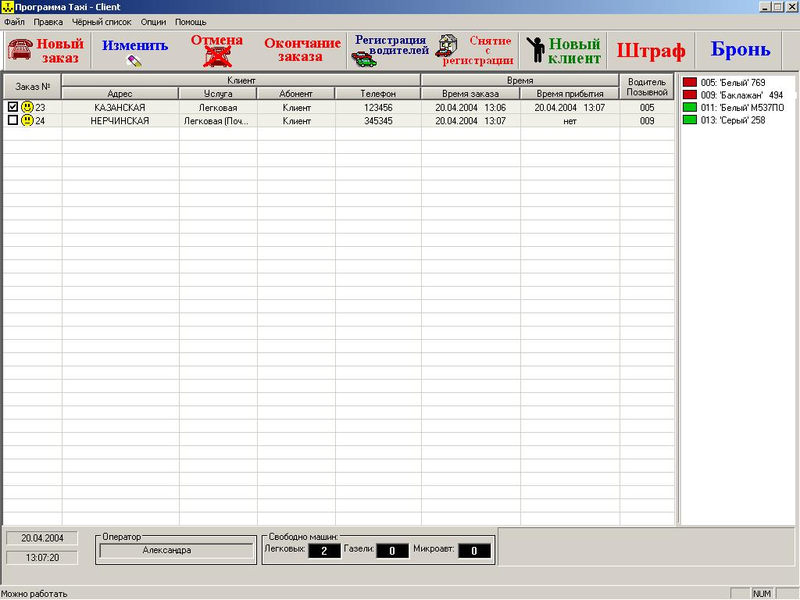 Программа Taxi - Client
Файл Правка Чёрный список Опции Помощь
Новый заказ
Изменить
Отмена заказа
Окончание заказа
Регистрация водителей
Снятие с регистрации
Новый клиент
Штраф
Бронь
Заказ № Клиент Время Водитель Позывной
Адрес Услуга Абонент Телефон Время заказа Время прибытия
23 КАЗАНСКАЯ Легковая Клиент 123456 20.04.2004 13:06 20.04.2004 13:07 005
24 НЕРЧИНСКАЯ Легковая (Поч... Клиент 345345 20.04.2004 13:07 нет 009
005: 'Белый' 769
009: 'Баклажан' 494
011: 'Белый' М537ПО
013: 'Серый' 258
20.04.2004
13:07:20
Оператор
Александра
Свободно машин:
Легковых: 2 Газели: 0 Микроавт: 0
Можно работать
NUM